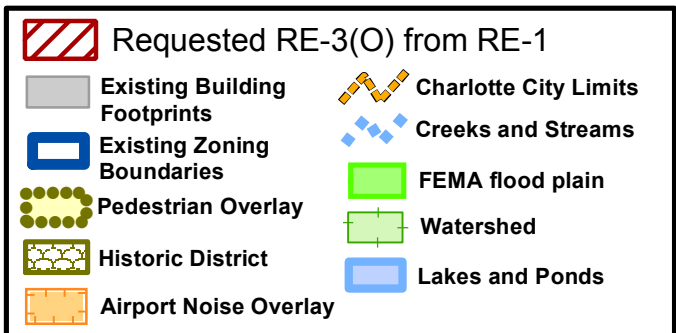 Requested RE-3(O) from RE-1
Existing Building
Footprints
Existing Zoning
Boundaries
Pedestrian Overlay
Historic District
Airport Noise Overlay
Charlotte City Limits
Creeks and Streams
FEMA flood plain
Watershed
Lakes and Ponds